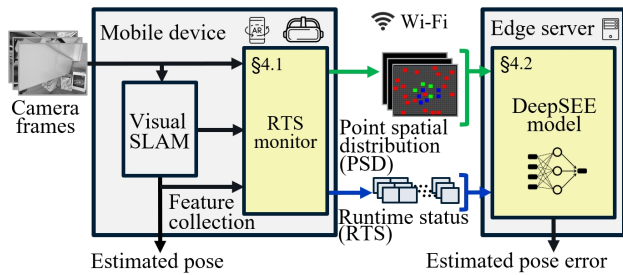 Mobile device
AR
Wi-Fi
Edge server
§4.1
§4.2
Camera
frames
Visual
SLAM
RTS
monitor
DeepSEE
model
Point spatial
distribution
(PSD)
Feature
collection
Runtime status
(RTS)
Estimated pose
Estimated pose error